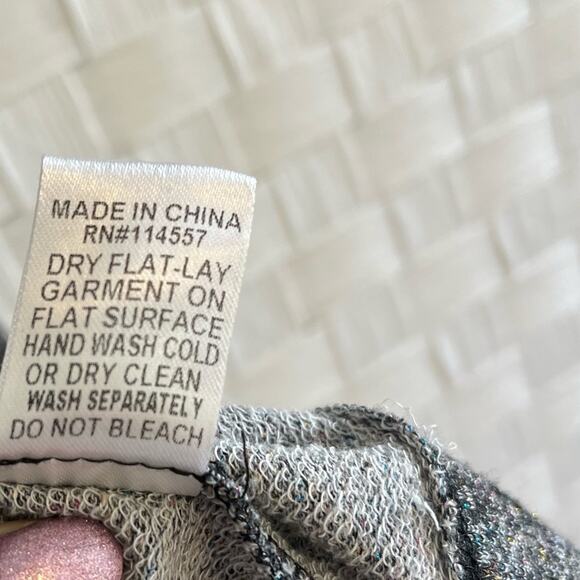 MADE IN CHINA
RN#114557
DRY FLAT-LAY
GARMENT ON
FLAT SURFACE
HAND WASH COLD
OR DRY CLEAN
WASH SEPARATELY
DO NOT BLEACH